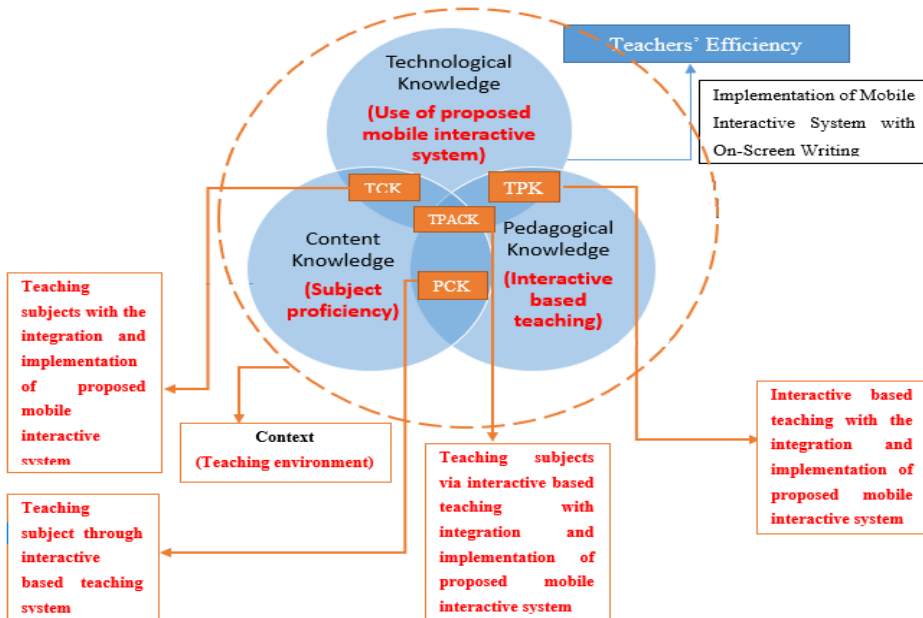 Teachers' Efficiency
Technological
Knowledge
(Use of proposed
mobile interactive
system)
Implementation of Mobile
Interactive System with
On-Screen Writing
TCK
TPK
TPACK
Content
Knowledge
(Subject
proficiency)
Pedagogical
Knowledge
(Interactive
based
teaching)
PCK
Teaching
subjects with the
integration and
implementation
of proposed
mobile
interactive
system
Context
(Teaching environment)
Interactive based
teaching with the
integration and
implementation of
proposed mobile
interactive system
Teaching subjects
via interactive based
teaching with
integration and
implementation of
proposed mobile
interactive system
Teaching
subject through
interactive
based teaching
system